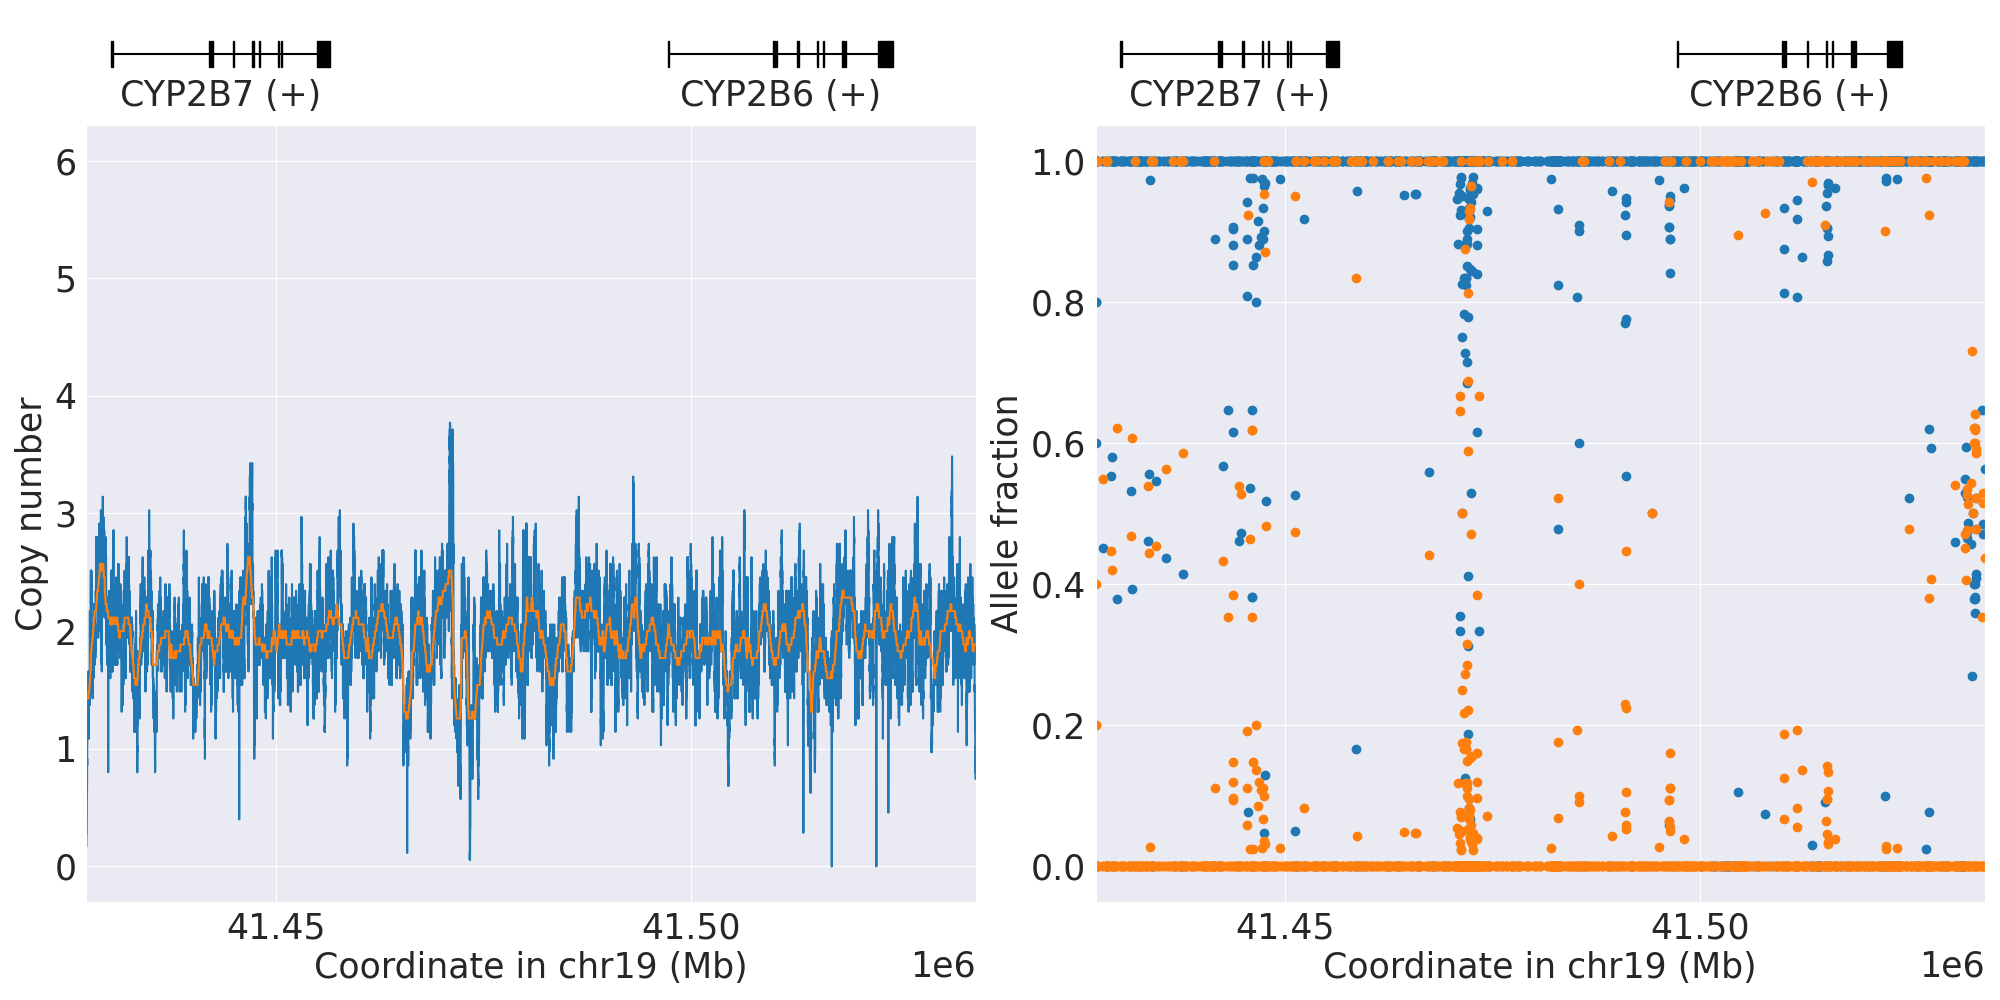 CYP2B7 (+)
CYP2B6 (+)
CYP2B7 (+)
CYP2B6 (+)
Copy number
6
5
4
3
2
1
0
41.45
41.50
Coordinate in chr19 (Mb)
1e6
Allele fraction
1.0
0.8
0.6
0.4
0.2
0.0
41.45
41.50
Coordinate in chr19 (Mb)
1e6